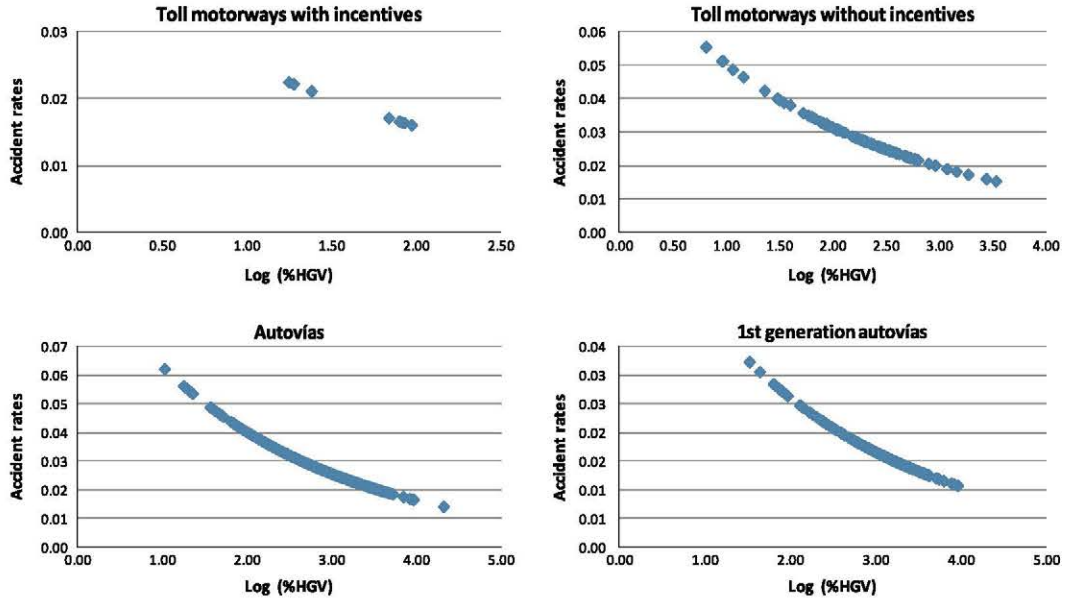 Toll motorways with incentives
0.03
0.02
0.01
0.00
Accident rates
0.00 0.50 1.00 1.50 2.00 2.50
Log (%HGV)
Toll motorways without incentives
0.06
0.05
0.04
0.03
0.02
0.01
0.00
Accident rates
0.00 0.50 1.00 1.50 2.00 2.50 3.00 3.50 4.00
Log (%HGV)
Autovías
0.07
0.06
0.05
0.04
0.03
0.02
0.01
0.00
Accident rates
0.00 1.00 2.00 3.00 4.00 5.00
Log (%HGV)
1st generation autovías
0.04
0.03
0.03
0.02
0.02
0.01
0.01
0.00
Accident rates
0.00 1.00 2.00 3.00 4.00 5.00
Log (%HGV)